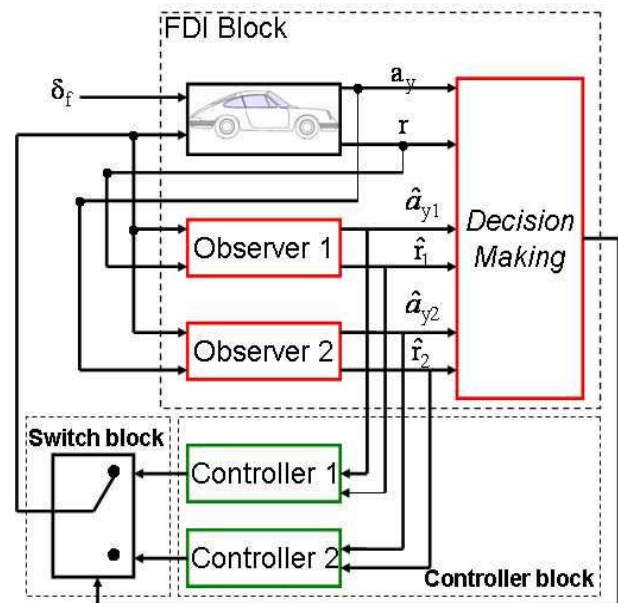 FDI Block
δf
ay
r
ây1
r̂1
ây2
r̂2
Decision
Making
Observer 1
Observer 2
Switch block
Controller 1
Controller 2
Controller block